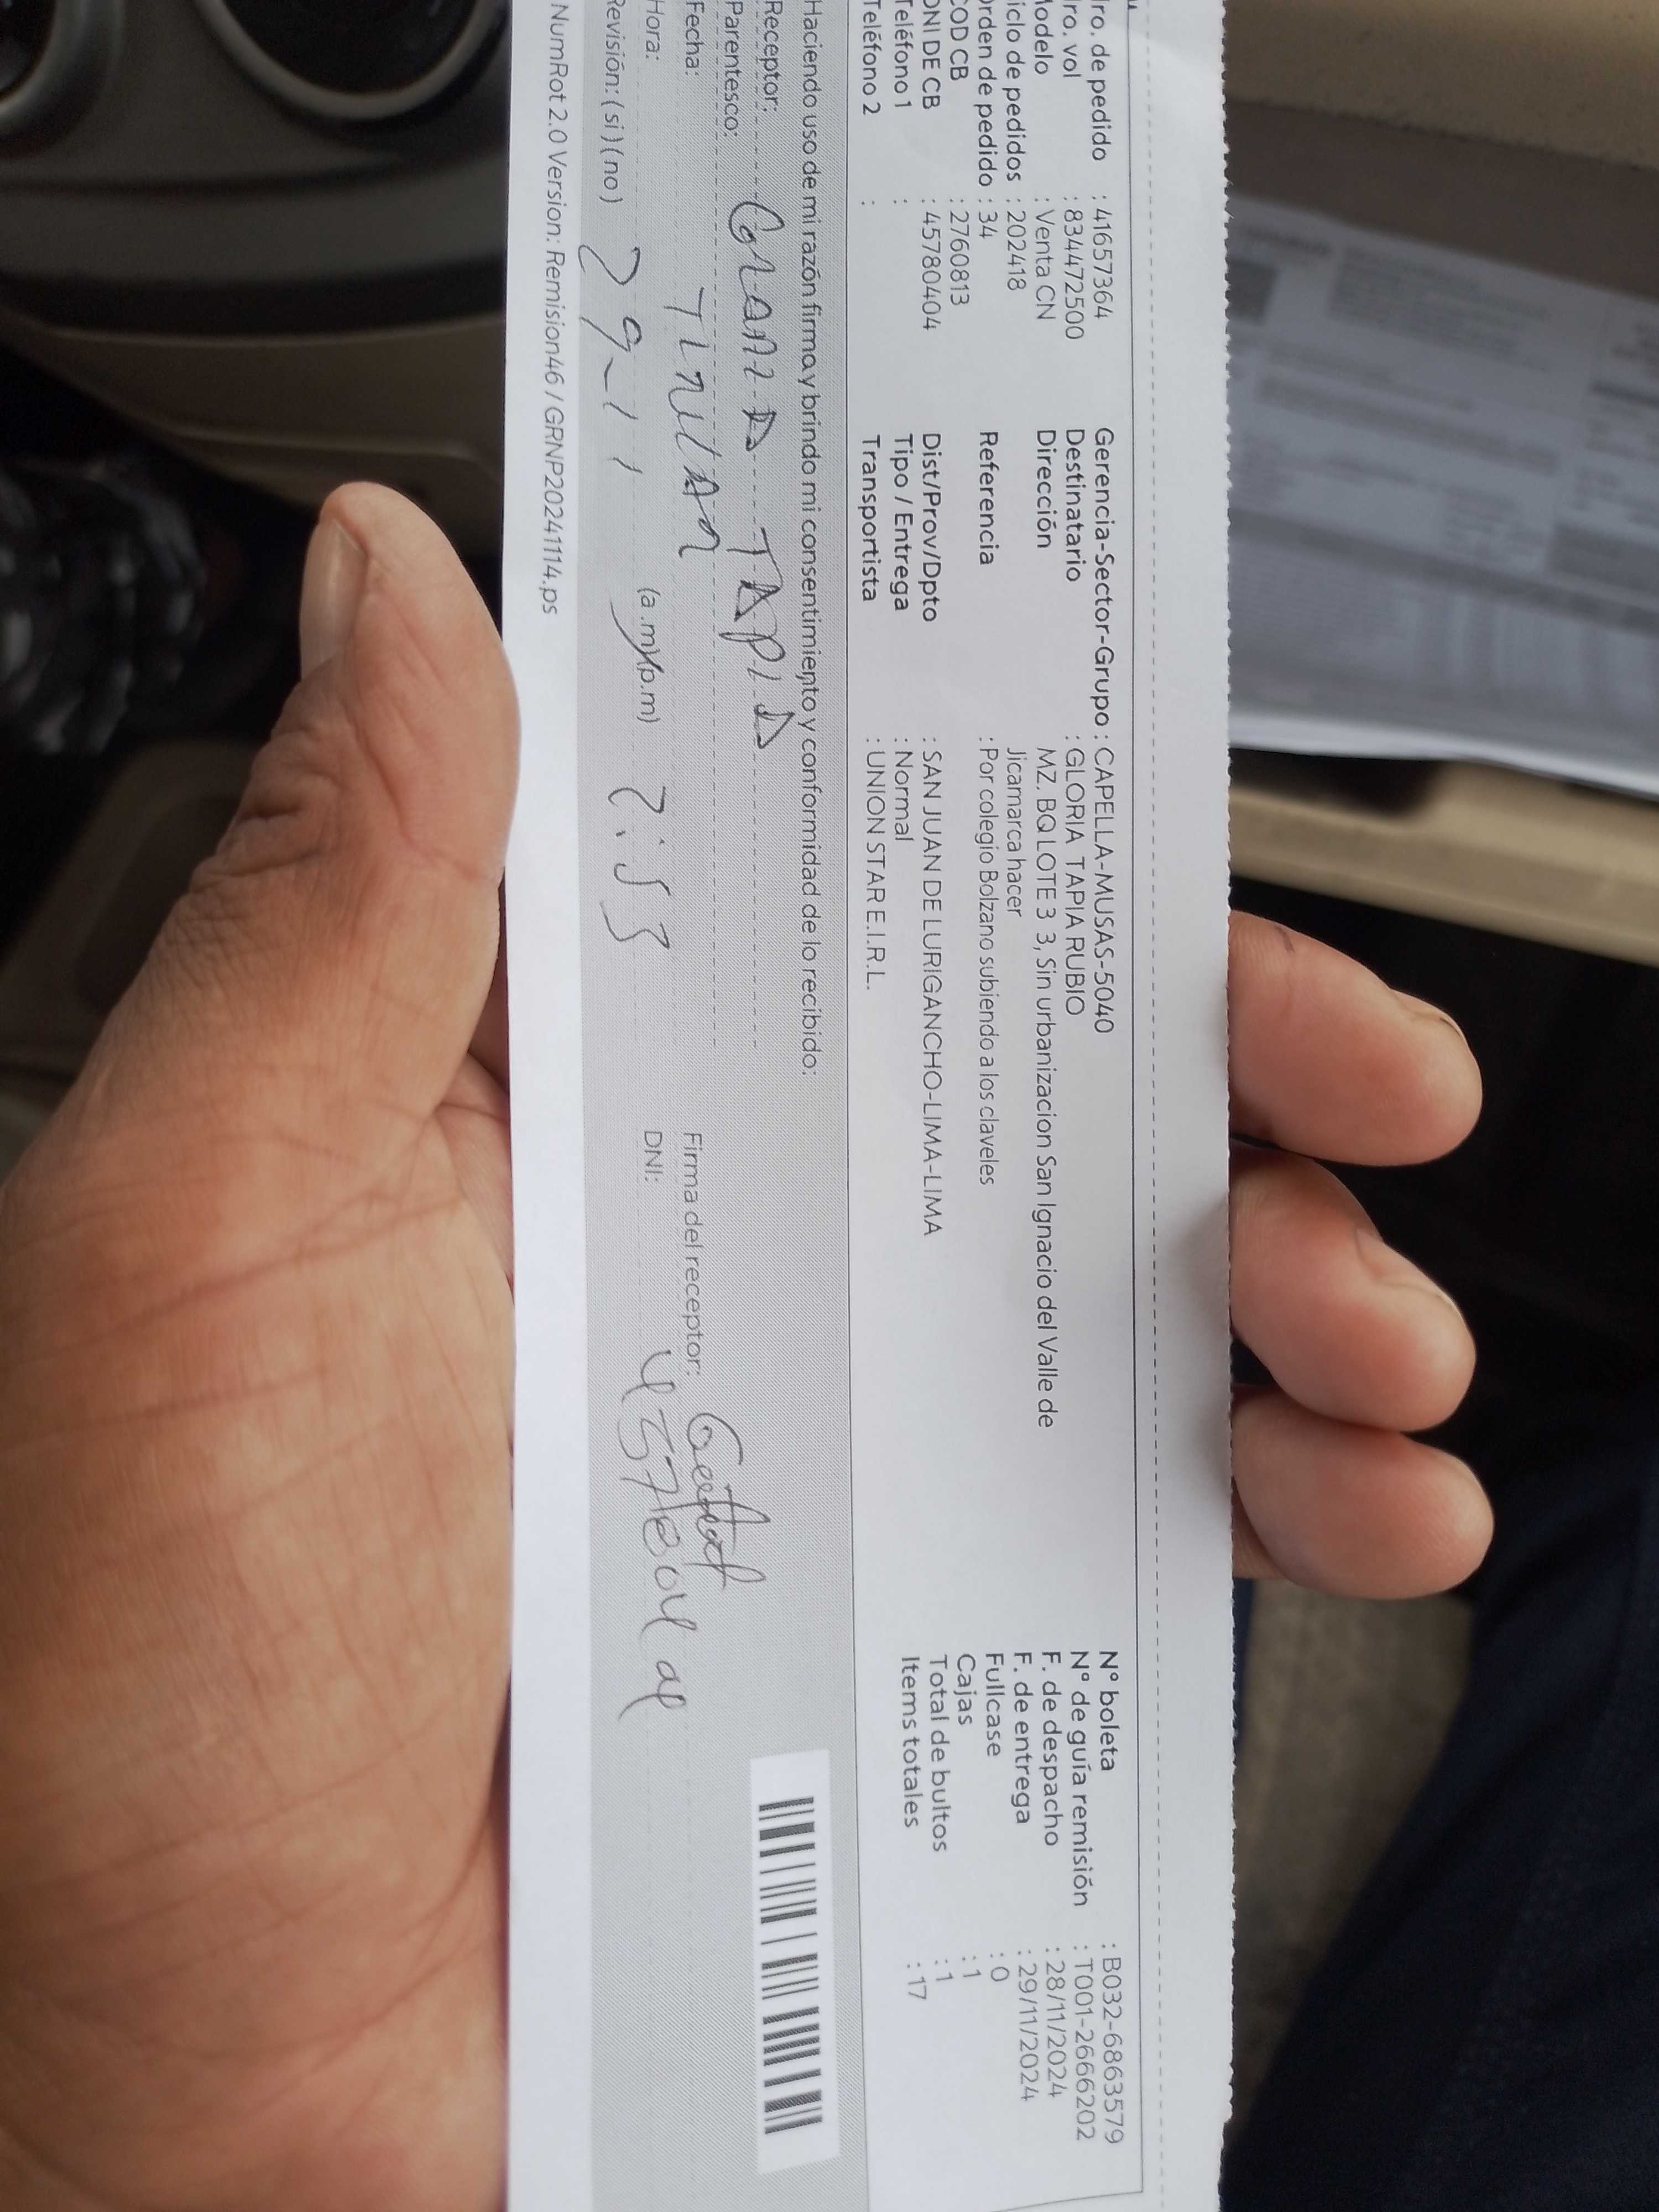 Nro. de pedido : 41657364
Nro. vol : 834472500
Modelo : Venta CN
Ciclo de pedidos : 202418
Orden de pedido : 34
COD CB : 2760813
DNI DE CB : 45780404
Teléfono 1 :
Teléfono 2 :
Gerencia-Sector-Grupo : CAPELLA-MUSAS-5040
Destinatario : GLORIA TAPIA RUBIO
Dirección MZ. BQ LOTE 3 3, Sin urbanizacion San Ignacio del Valle de
Jicamarca hacer
Referencia : Por colegio Bolzano subiendo a los claveles
Dist/Prov/Dpto : SAN JUAN DE LURIGANCHO-LIMA-LIMA
Tipo / Entrega : Normal
Transportista : UNION STAR E.I.R.L.
N° boleta : B032-6863579
N° de guía remisión : T001-2666202
F. de despacho : 28/11/2024
F. de entrega : 29/11/2024
Fullcase : 0
Cajas : 1
Total de bultos : 1
Items totales : 17
Haciendo uso de mi razón firma y brindo mi consentimiento y conformidad de lo recibido:
Receptor: TAPIA
Parentesco:
Fecha: 29-11
Hora: (a.m)(p.m)
Revisión: (si) (no)
Firma del receptor:
DNI:
NumRot 2.0 Version: Remision46 / GRNP20241114.ps